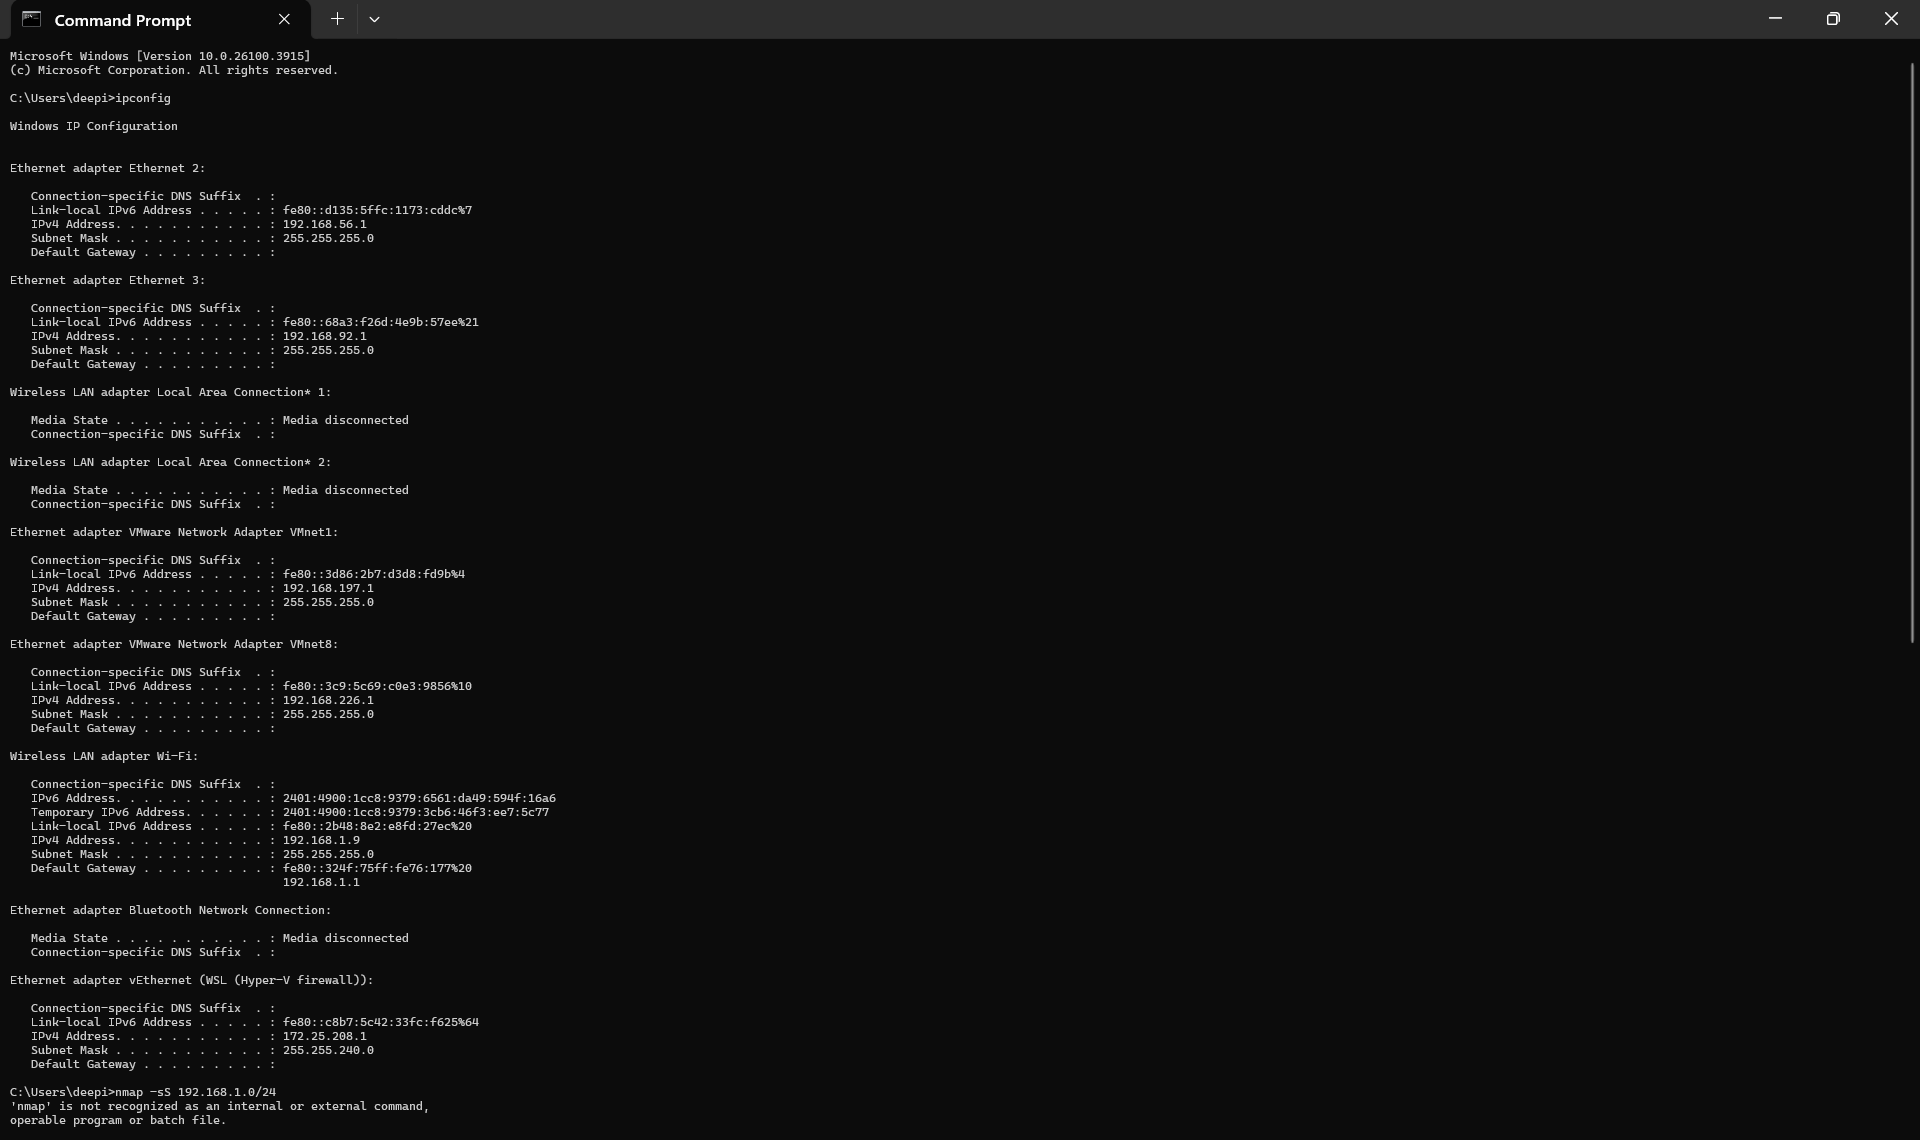 Command Prompt
Microsoft Windows [Version 10.0.26100.3915]
(c) Microsoft Corporation. All rights reserved.
C:\Users\deepi>ipconfig
Windows IP Configuration
Ethernet adapter Ethernet 2:
   Connection-specific DNS Suffix  . :
   Link-local IPv6 Address . . . . . : fe80::d135:5ffc:1173:cddc%7
   IPv4 Address. . . . . . . . . . . : 192.168.56.1
   Subnet Mask . . . . . . . . . . . : 255.255.255.0
   Default Gateway . . . . . . . . . :
Ethernet adapter Ethernet 3:
   Connection-specific DNS Suffix  . :
   Link-local IPv6 Address . . . . . : fe80::68a3:f26d:4e9b:57ee%21
   IPv4 Address. . . . . . . . . . . : 192.168.92.1
   Subnet Mask . . . . . . . . . . . : 255.255.255.0
   Default Gateway . . . . . . . . . :
Wireless LAN adapter Local Area Connection* 1:
   Media State . . . . . . . . . . . : Media disconnected
   Connection-specific DNS Suffix  . :
Wireless LAN adapter Local Area Connection* 2:
   Media State . . . . . . . . . . . : Media disconnected
   Connection-specific DNS Suffix  . :
Ethernet adapter VMware Network Adapter VMnet1:
   Connection-specific DNS Suffix  . :
   Link-local IPv6 Address . . . . . : fe80::3d86:2b7:d3d8:fd9b%4
   IPv4 Address. . . . . . . . . . . : 192.168.197.1
   Subnet Mask . . . . . . . . . . . : 255.255.255.0
   Default Gateway . . . . . . . . . :
Ethernet adapter VMware Network Adapter VMnet8:
   Connection-specific DNS Suffix  . :
   Link-local IPv6 Address . . . . . : fe80::3c9:5c69:c0e3:9856%10
   IPv4 Address. . . . . . . . . . . : 192.168.226.1
   Subnet Mask . . . . . . . . . . . : 255.255.255.0
   Default Gateway . . . . . . . . . :
Wireless LAN adapter Wi-Fi:
   Connection-specific DNS Suffix  . :
   IPv6 Address. . . . . . . . . . . : 2401:4900:1cc8:9379:6561:da49:594f:16a6
   Temporary IPv6 Address. . . . . . : 2401:4900:1cc8:9379:3cb6:46f3:ee7:5c77
   Link-local IPv6 Address . . . . . : fe80::2b48:8e2:e8fd:27ec%20
   IPv4 Address. . . . . . . . . . . : 192.168.1.9
   Subnet Mask . . . . . . . . . . . : 255.255.255.0
   Default Gateway . . . . . . . . . : fe80::324f:75ff:fe76:177%20
                                       192.168.1.1
Ethernet adapter Bluetooth Network Connection:
   Media State . . . . . . . . . . . : Media disconnected
   Connection-specific DNS Suffix  . :
Ethernet adapter vEthernet (WSL (Hyper-V firewall)):
   Connection-specific DNS Suffix  . :
   Link-local IPv6 Address . . . . . : fe80::c8b7:5c42:33fc:f625%64
   IPv4 Address. . . . . . . . . . . : 172.25.208.1
   Subnet Mask . . . . . . . . . . . : 255.255.240.0
   Default Gateway . . . . . . . . . :
C:\Users\deepi>nmap -sS 192.168.1.0/24
'nmap' is not recognized as an internal or external command,
operable program or batch file.